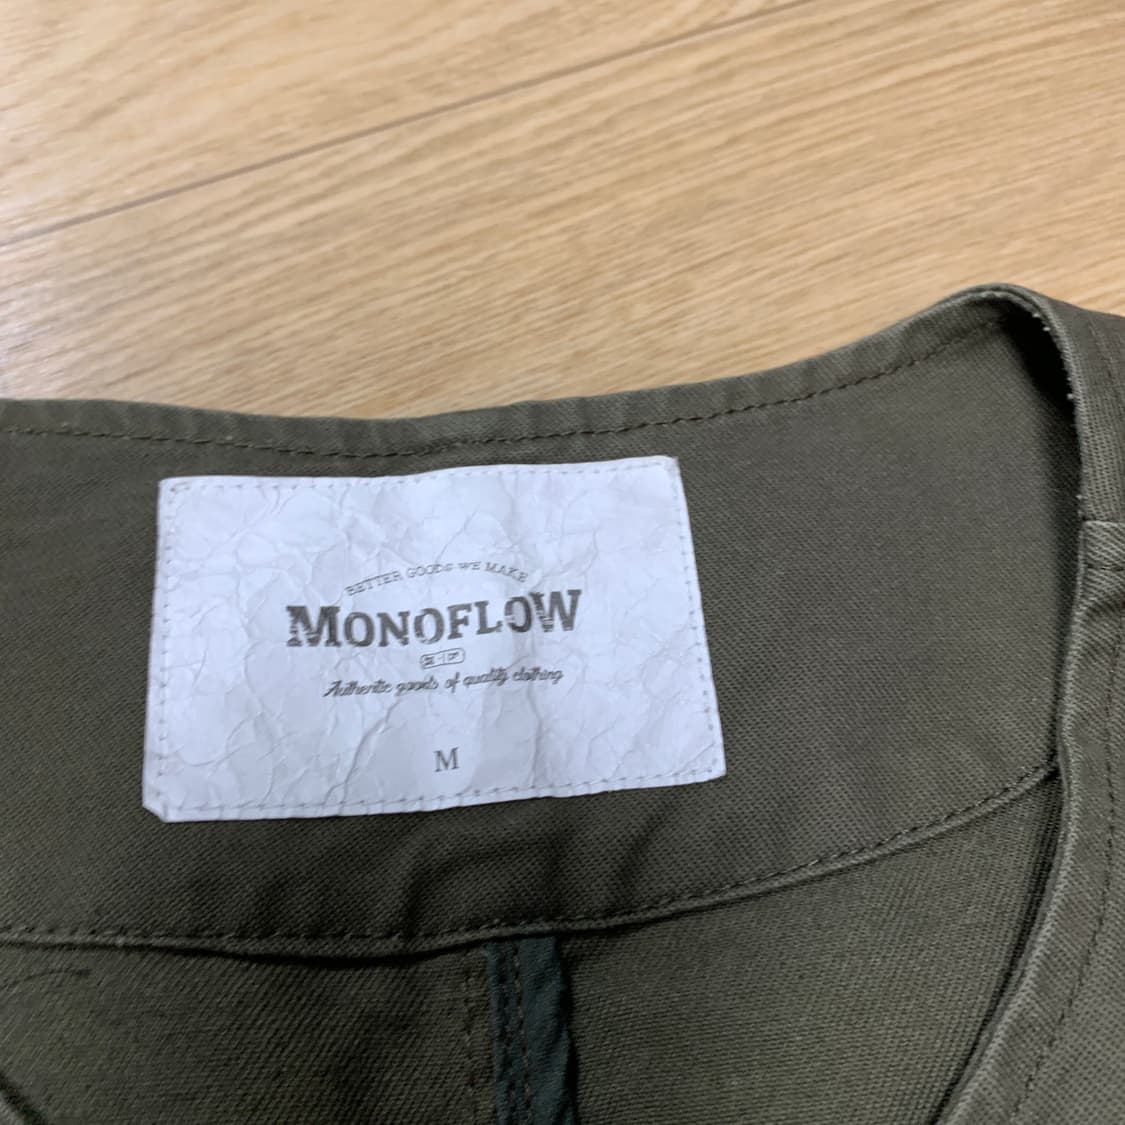 BETTER GOODS WE MAKE
MONOFLOW
Authentic goods of quality clothing
M